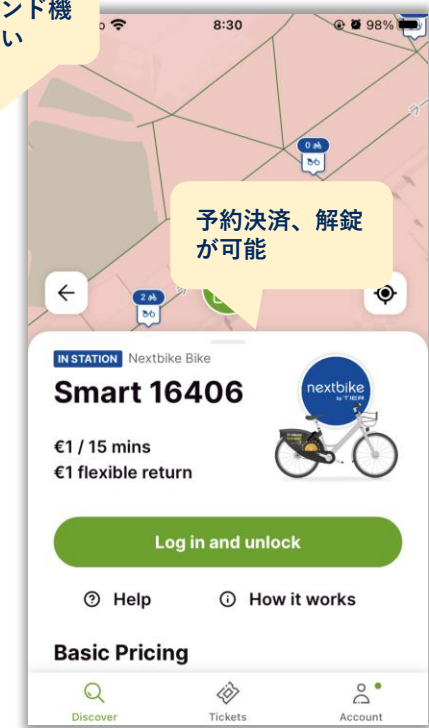 ンド機
い
8:30
98%
0
予約決済、解錠
が可能
2
IN STATION Nextbike Bike
Smart 16406
nextbike
by TIER
€1 / 15 mins
€1 flexible return
Log in and unlock
Help
How it works
Basic Pricing
Discover
Tickets
Account